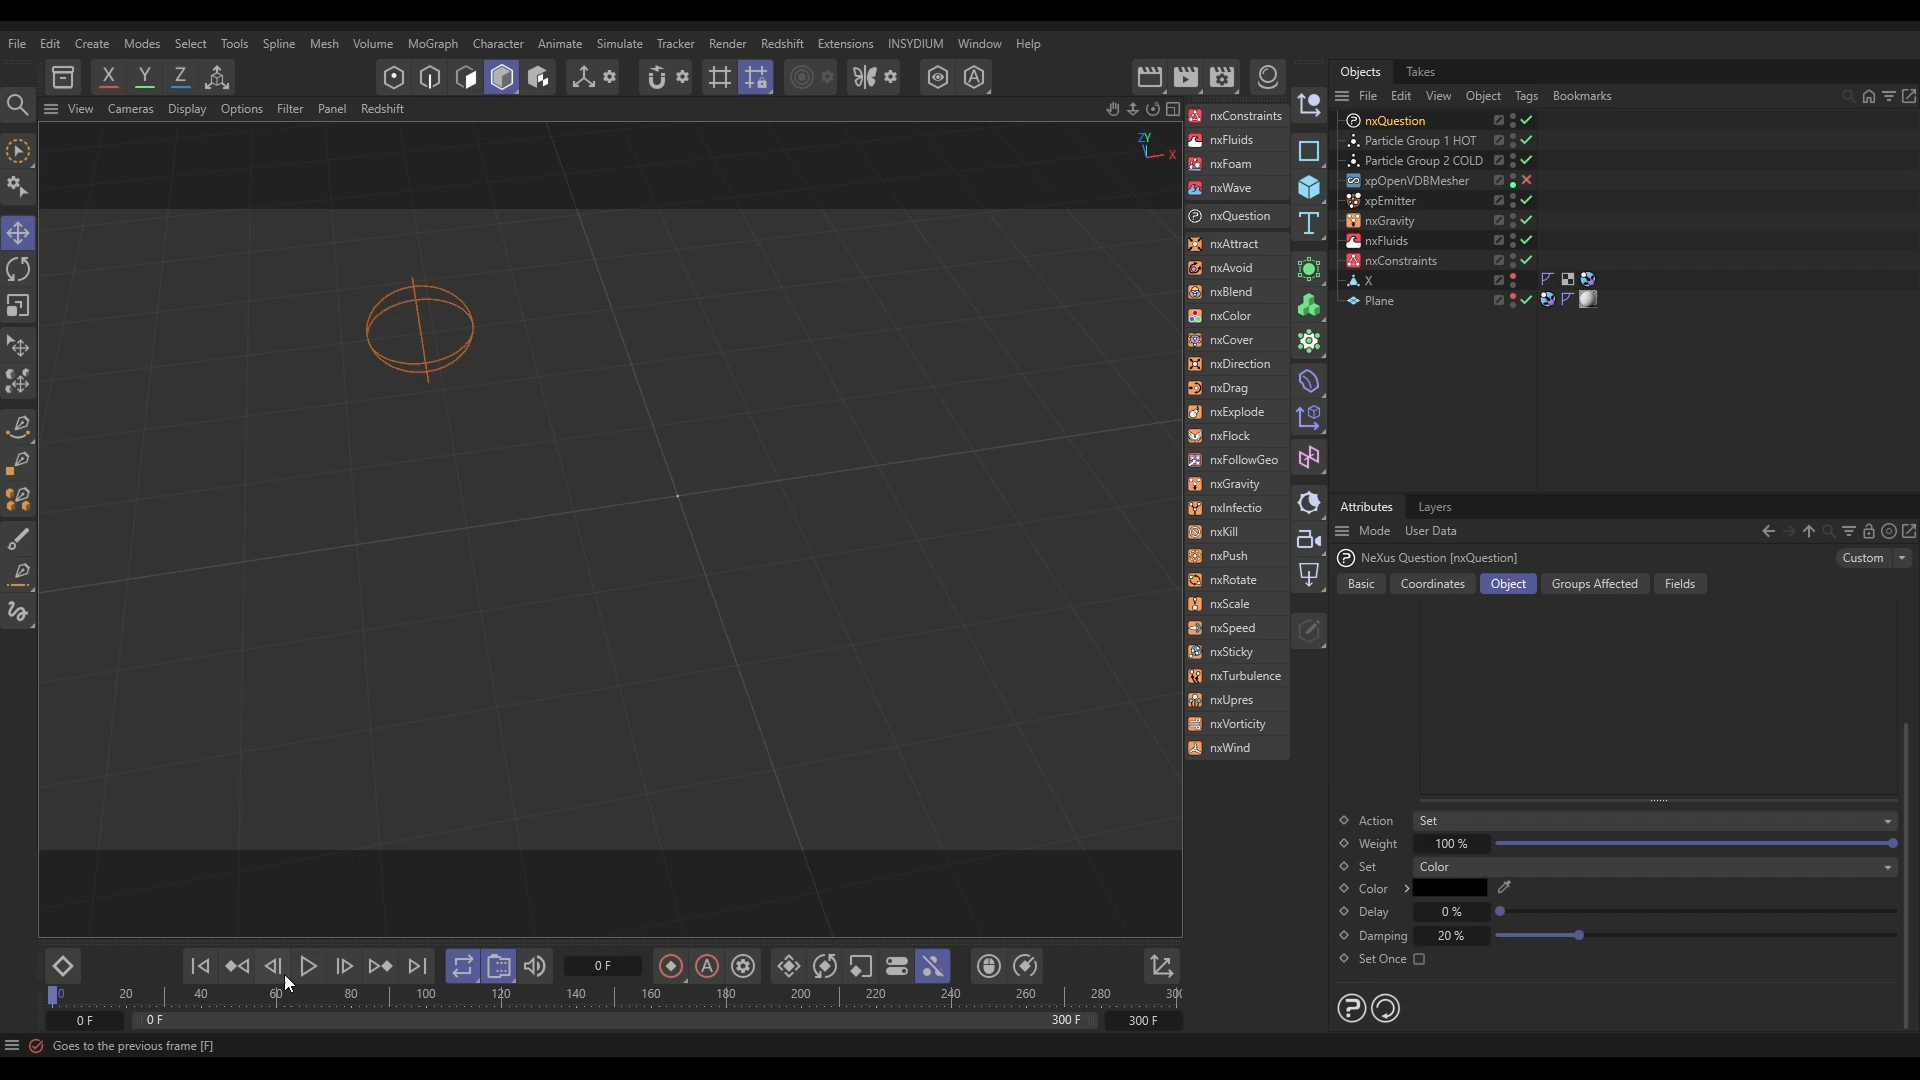 File Edit Create Modes Select Tools Spline Mesh Volume MoGraph Character Animate Simulate Tracker Render Redshift Extensions INSYDIUM Window Help
X Y Z
View Cameras Display Options Filter Panel Redshift
ZY
X
nxConstraints
nxFluids
nxFoam
nxWave
nxQuestion
nxAttract
nxAvoid
nxBlend
nxColor
nxCover
nxDirection
nxDrag
nxExplode
nxFlock
nxFollowGeo
nxGravity
nxInfectio
nxKill
nxPush
nxRotate
nxScale
nxSpeed
nxSticky
nxTurbulence
nxUpres
nxVorticity
nxWind
Objects Takes
File Edit View Object Tags Bookmarks
nxQuestion
Particle Group 1 HOT
Particle Group 2 COLD
xpOpenVDBMesher
xpEmitter
nxGravity
nxFluids
nxConstraints
X
Plane
Attributes Layers
Mode User Data
NeXus Question [nxQuestion] Custom
Basic Coordinates Object Groups Affected Fields
Action Set
Weight 100 %
Set Color
Color
Delay 0 %
Damping 20 %
Set Once
0 F
0 20 40 60 80 100 120 140 160 180 200 220 240 260 280 30
0 F 0 F 300 F 300 F
Goes to the previous frame [F]